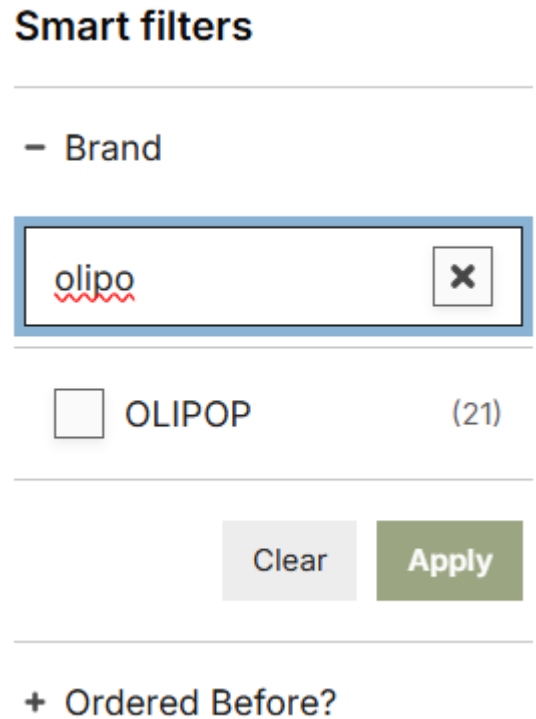 Smart filters
Brand
olipo
OLIPOP (21)
Clear Apply
Ordered Before?